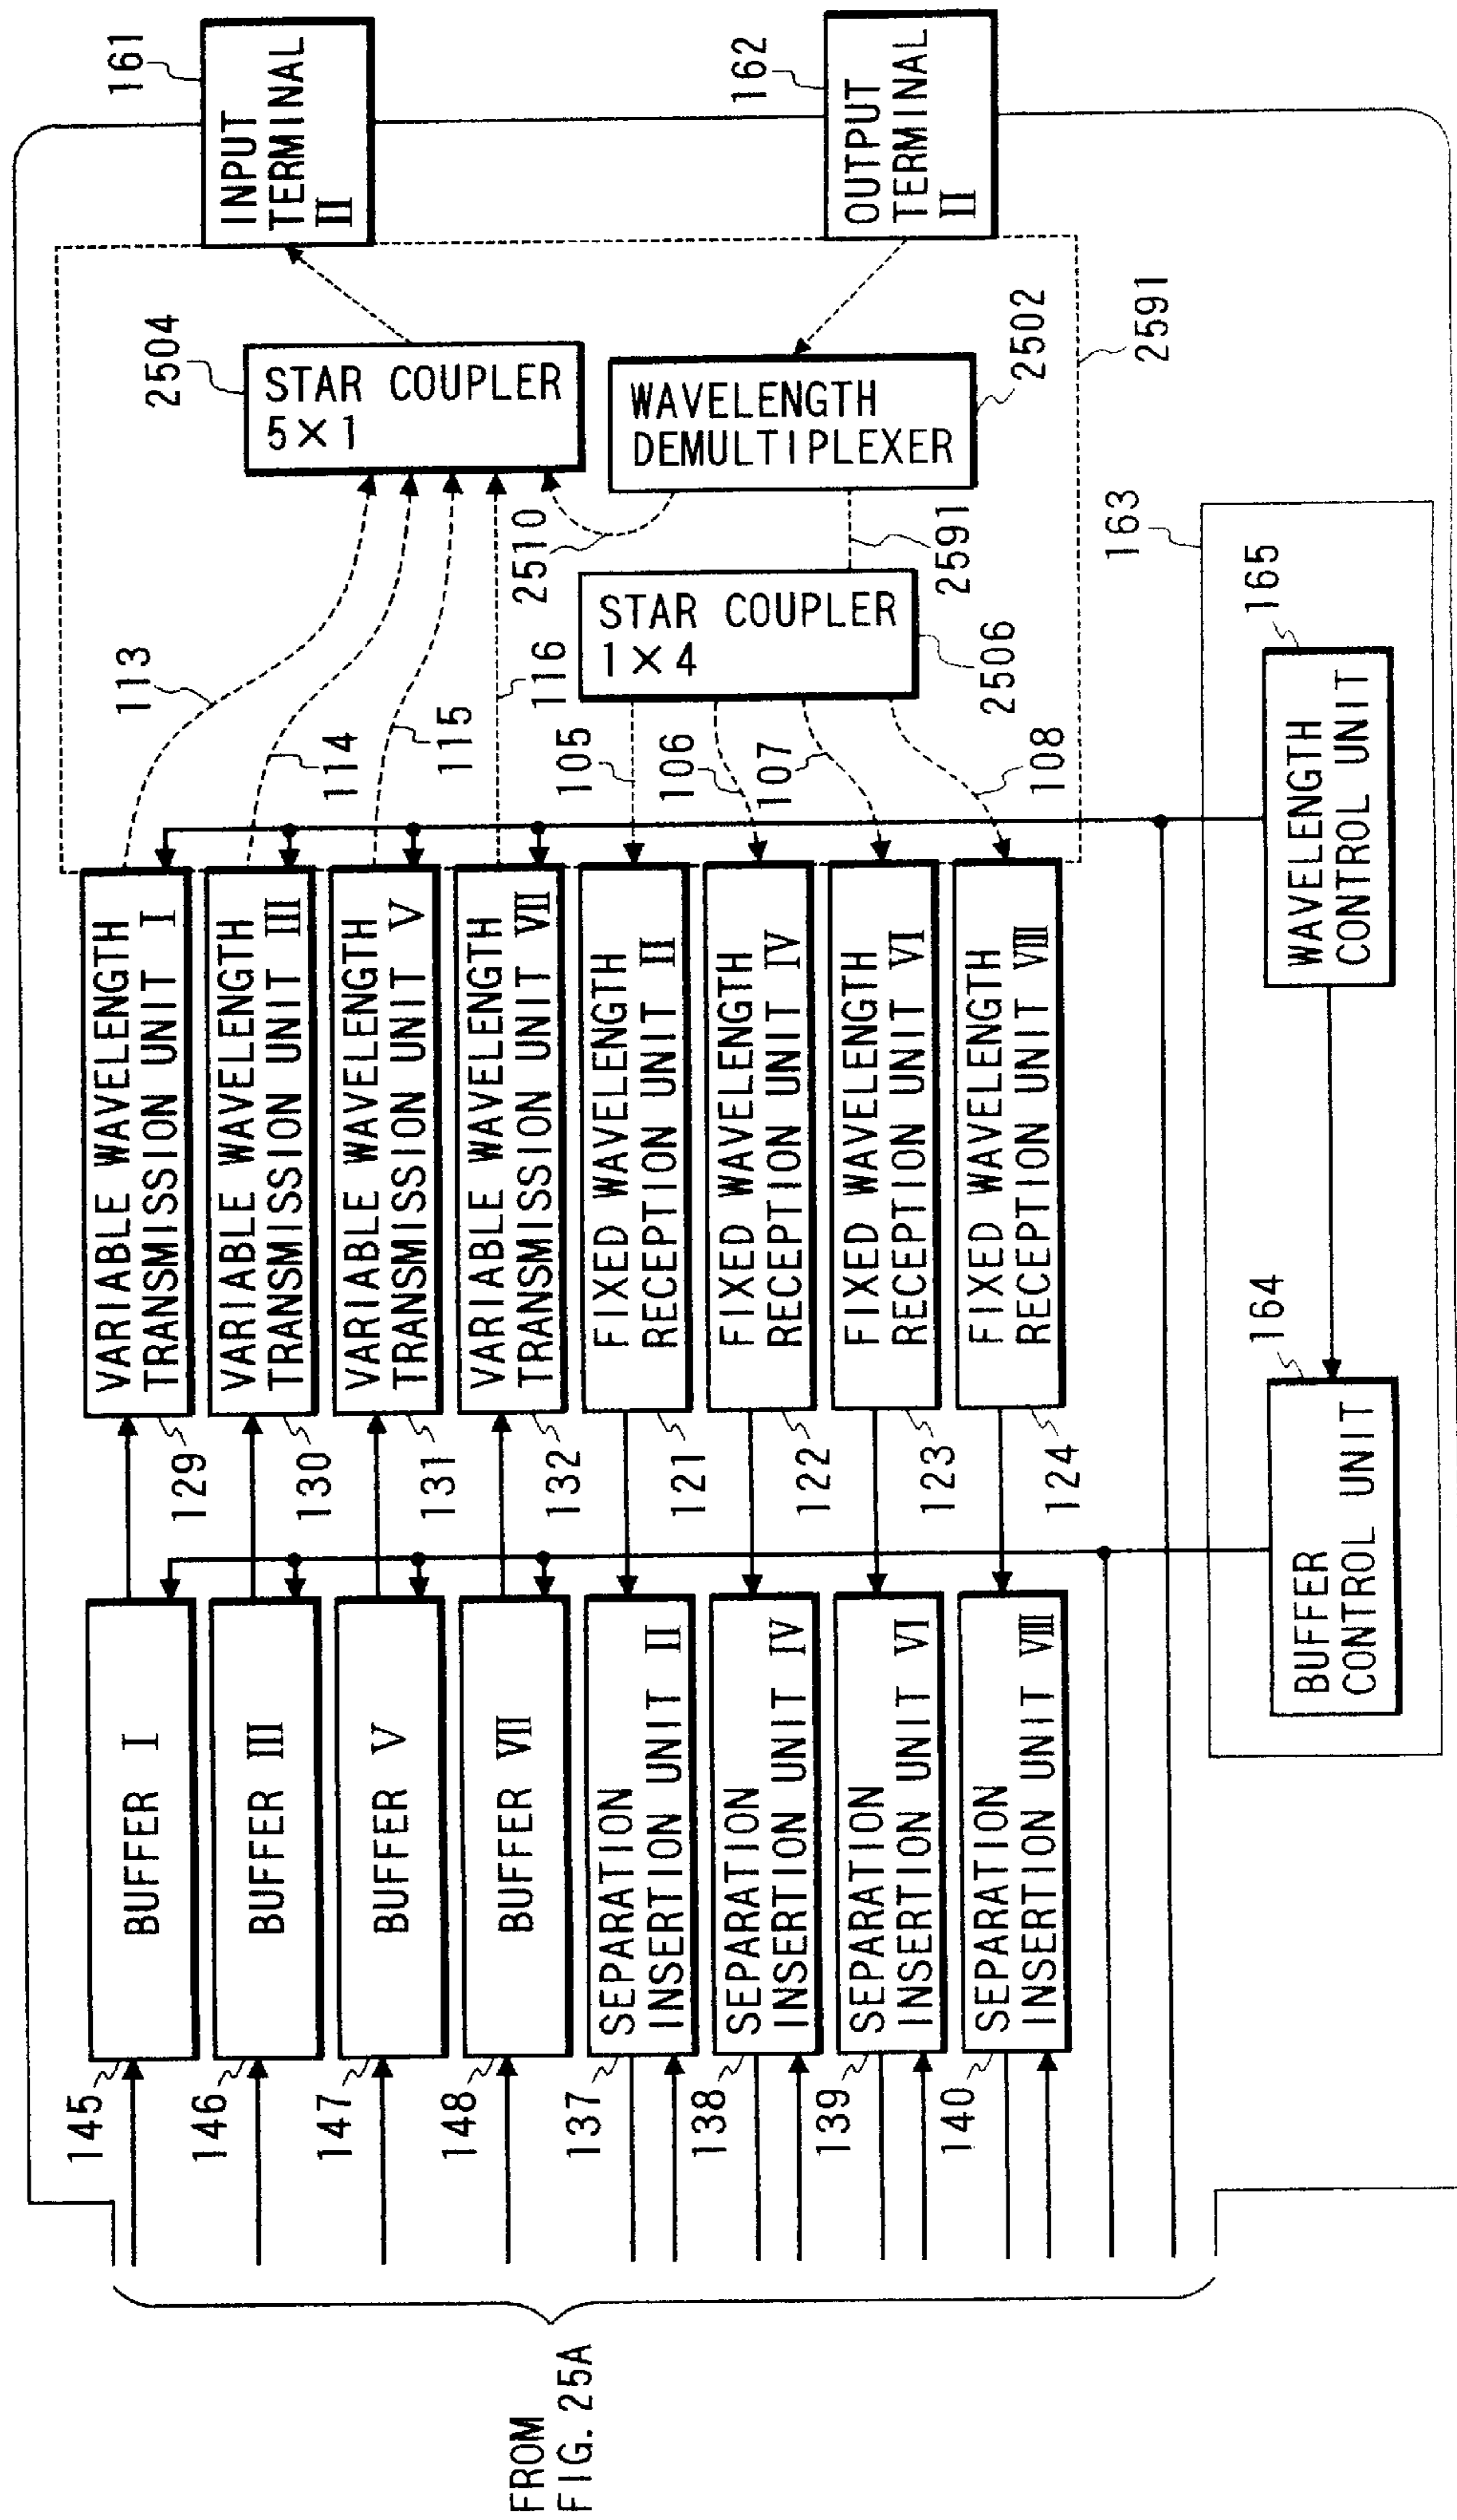 FROM
FIG. 25A
145
BUFFER I
146
BUFFER III
147
BUFFER V
148
BUFFER VII
137
SEPARATION
INSERTION UNIT II
138
SEPARATION
INSERTION UNIT IV
139
SEPARATION
INSERTION UNIT VI
140
SEPARATION
INSERTION UNIT VIII
129
VARIABLE WAVELENGTH
TRANSMISSION UNIT I
130
VARIABLE WAVELENGTH
TRANSMISSION UNIT III
131
VARIABLE WAVELENGTH
TRANSMISSION UNIT V
132
VARIABLE WAVELENGTH
TRANSMISSION UNIT VII
121
FIXED WAVELENGTH
RECEPTION UNIT II
122
FIXED WAVELENGTH
RECEPTION UNIT IV
123
FIXED WAVELENGTH
RECEPTION UNIT VI
124
FIXED WAVELENGTH
RECEPTION UNIT VIII
113
114
115
116
105
106
107
108
2504
STAR COUPLER
5×1
2510
STAR COUPLER
1×4
2506
2591
WAVELENGTH
DEMULTIPLEXER
2502
2591
161
INPUT
TERMINAL
II
162
OUTPUT
TERMINAL
II
163
164
BUFFER
CONTROL UNIT
165
WAVELENGTH
CONTROL UNIT